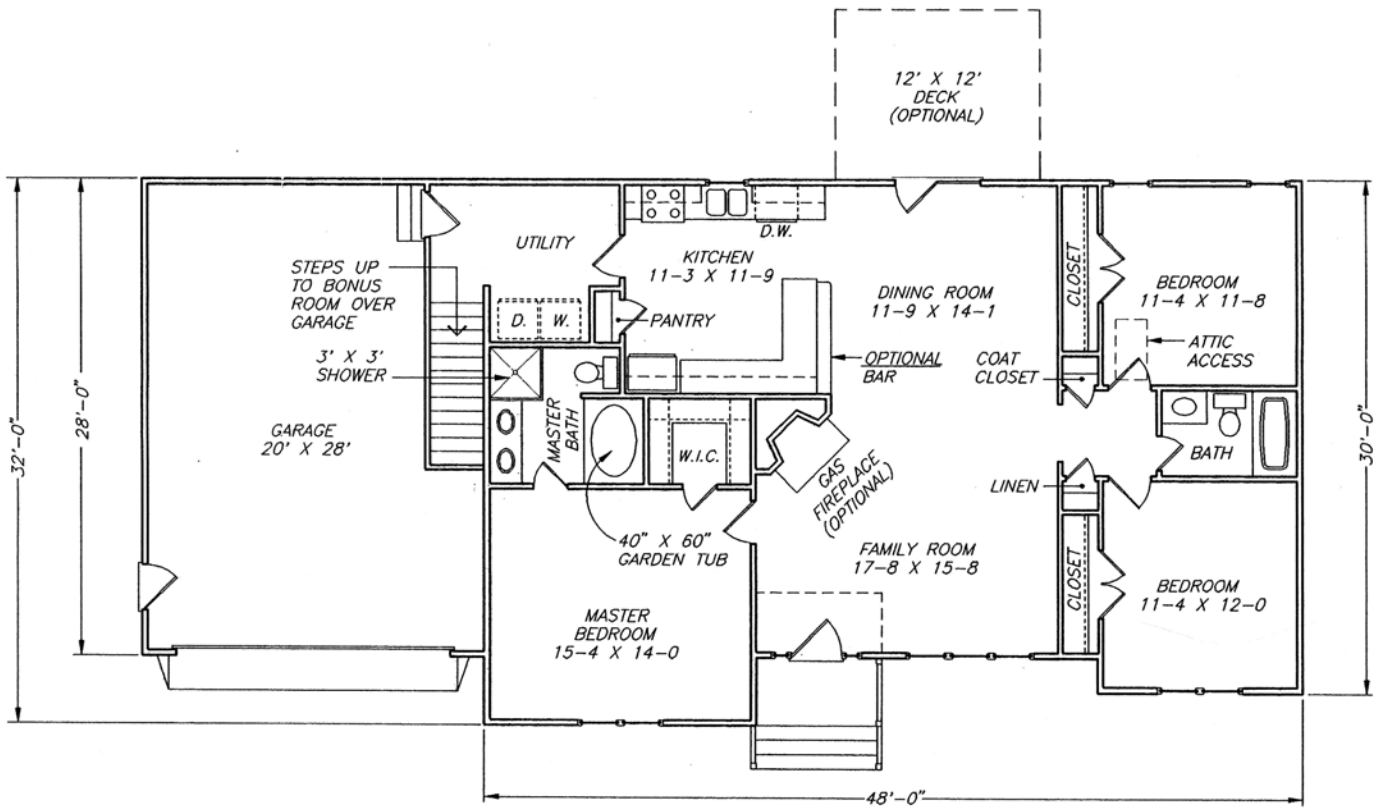 12' X 12'
DECK
(OPTIONAL)
UTILITY
D.W.
KITCHEN
11-3 X 11-9
STEPS UP
TO BONUS
ROOM OVER
GARAGE
D.
W.
PANTRY
DINING ROOM
11-9 X 14-1
CLOSET
BEDROOM
11-4 X 11-8
ATTIC
ACCESS
3' X 3'
SHOWER
OPTIONAL
BAR
COAT
CLOSET
32'-0"
28'-0"
GARAGE
20' X 28'
MASTER
BATH
W.I.C.
GAS
FIREPLACE
(OPTIONAL)
LINEN
BATH
30'-0"
40" X 60"
GARDEN TUB
FAMILY ROOM
17-8 X 15-8
CLOSET
BEDROOM
11-4 X 12-0
MASTER
BEDROOM
15-4 X 14-0
48'-0"